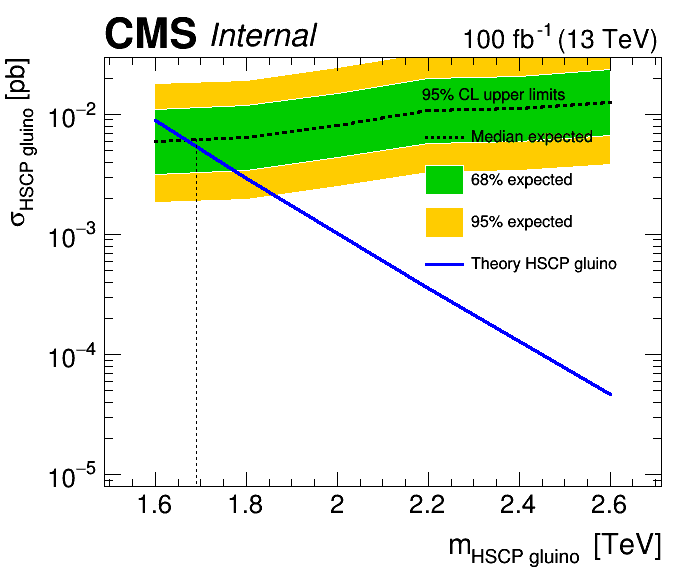 CMS Internal 100 fb⁻¹ (13 TeV)
σHSCP gluino [pb]
10⁻²
10⁻³
10⁻⁴
10⁻⁵
95% CL upper limits
Median expected
68% expected
95% expected
Theory HSCP gluino
1.6 1.8 2 2.2 2.4 2.6
mHSCP gluino [TeV]